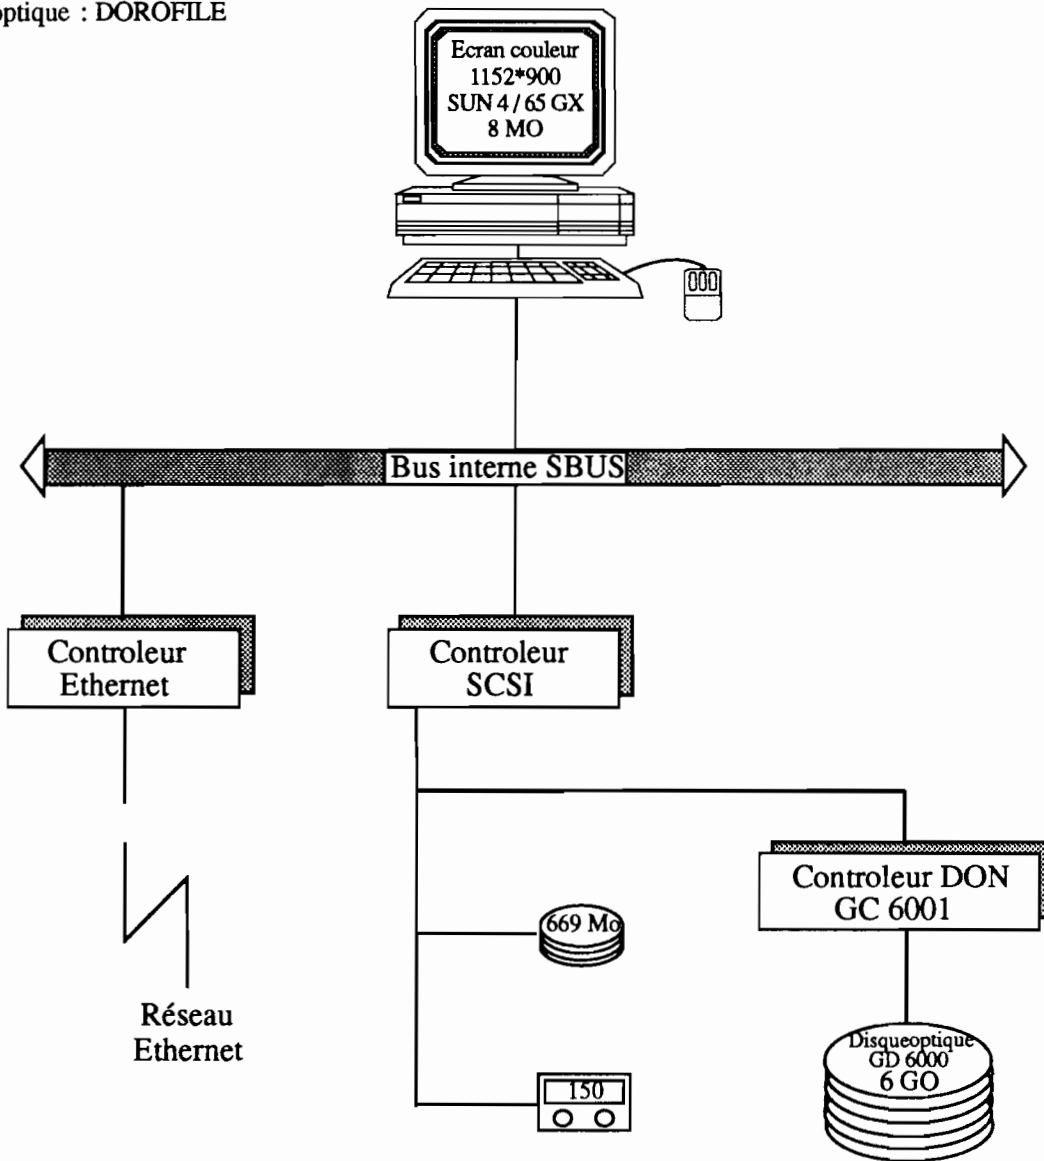 optique : DOROFILE
Ecran couleur
1152*900
SUN 4 / 65 GX
8 MO
Bus interne SBUS
Controleur
Ethernet
Controleur
SCSI
Controleur DON
GC 6001
669 Mo
Réseau
Ethernet
Disqueoptique
GD 6000
6 GO
150